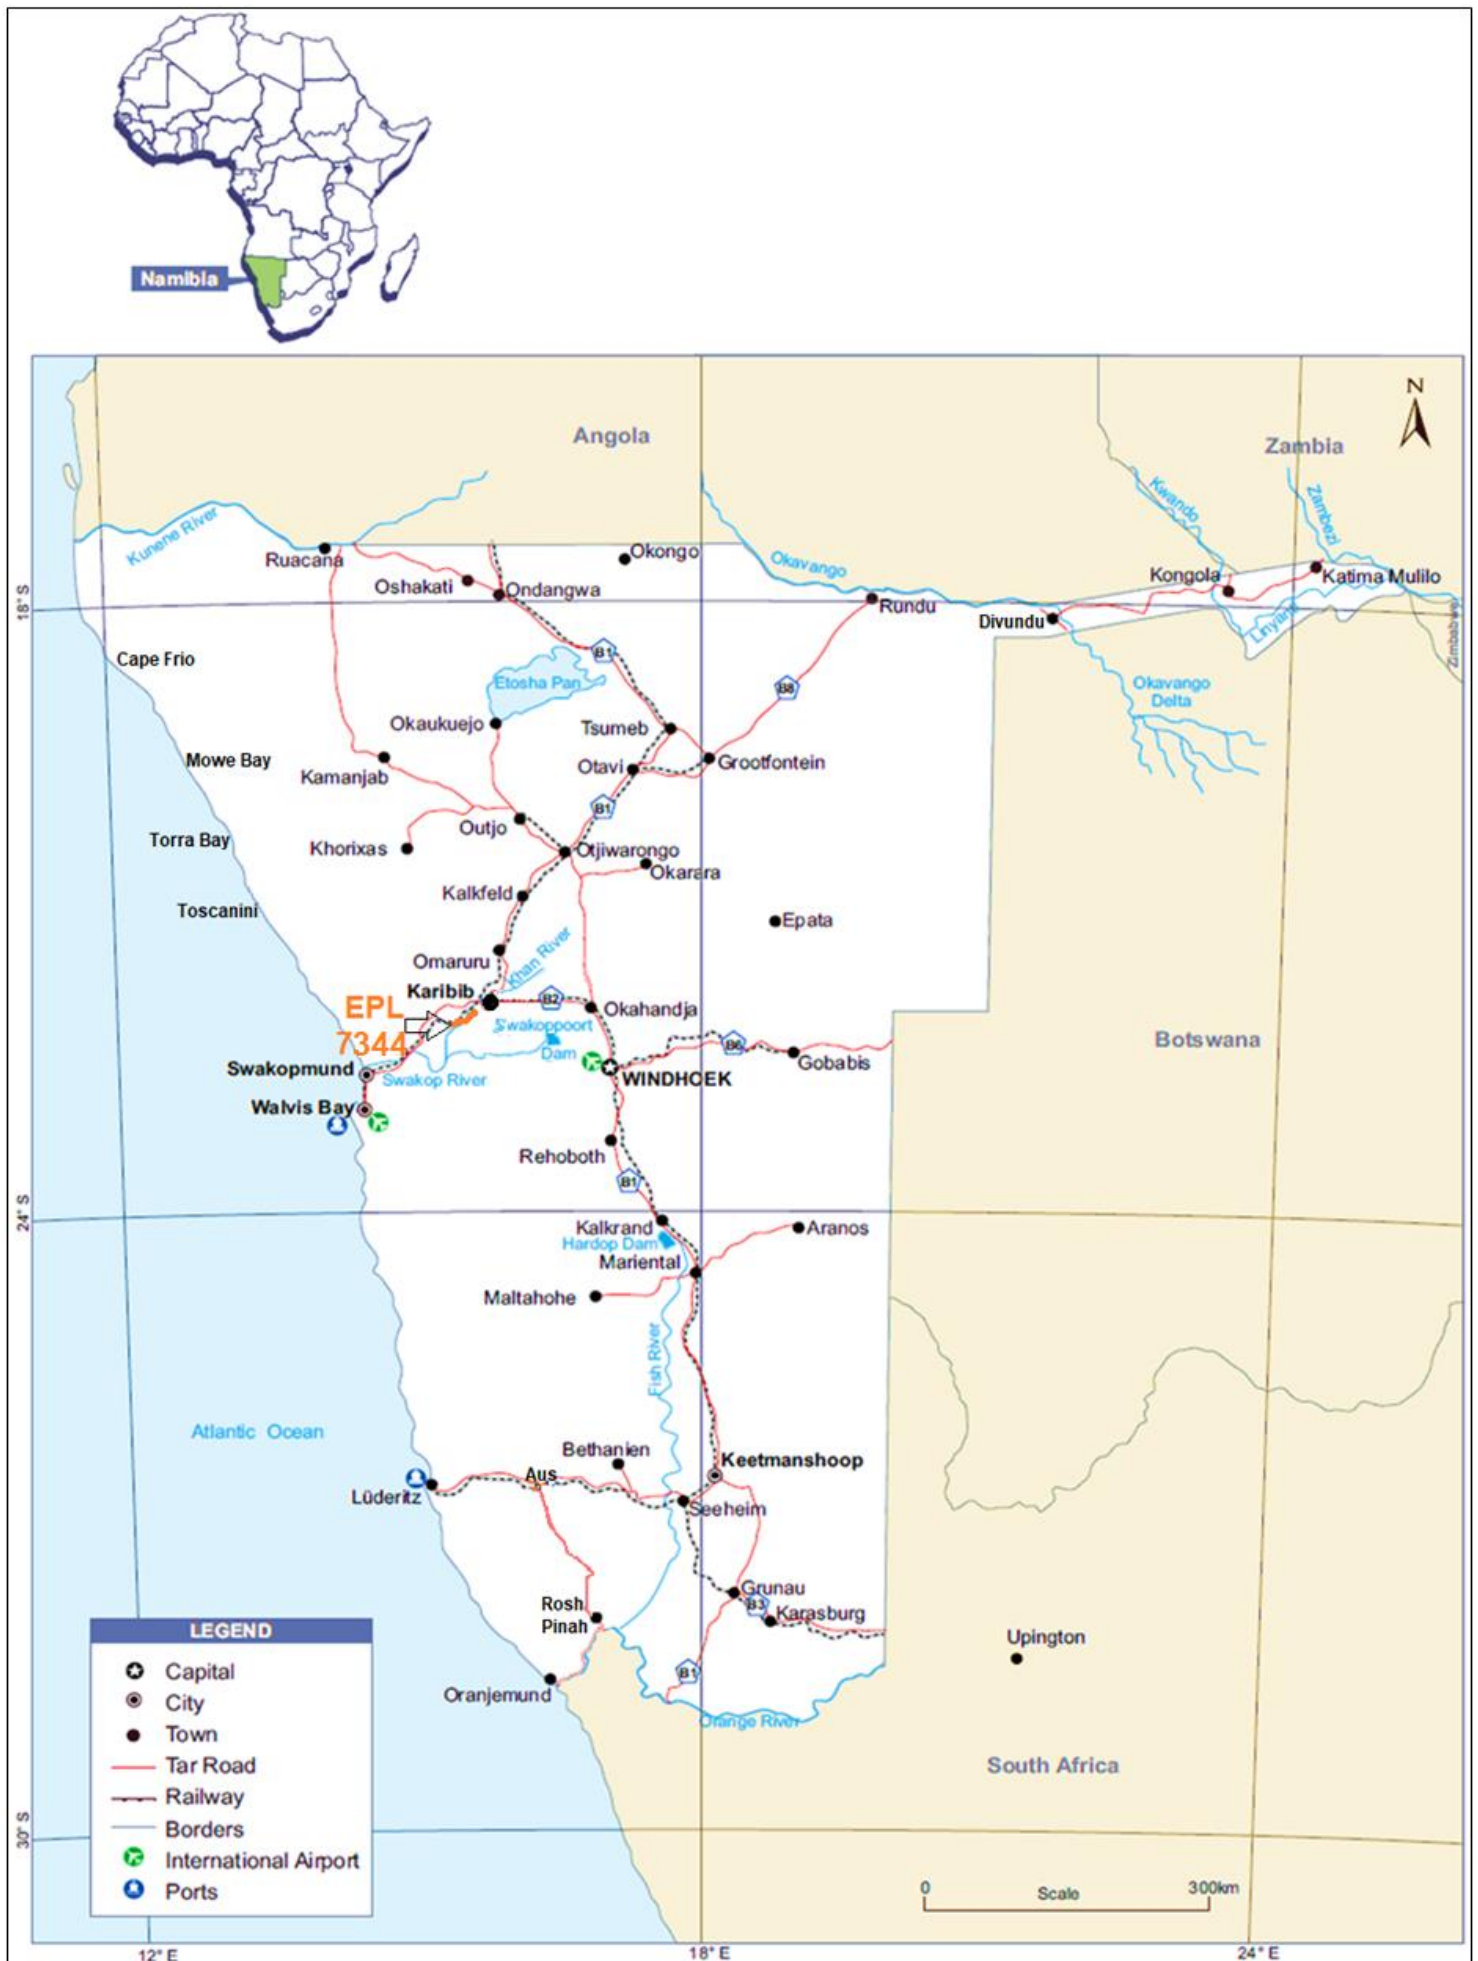 Namibia
N
Angola
Zambia
Kunene River
Kwando
Zambezi
Ruacana
Okongo
Okavango
Oshakati
Ondangwa
Kongola
Katima Mulilo
18° S
Rundu
Divundu
Linyanti
Zimbabwe
Cape Frio
B1
Etosha Pan
B8
Okavango
Delta
Okaukuejo
Tsumeb
Mowe Bay
Kamanjab
Otavi
Grootfontein
B1
Outjo
Torra Bay
Khorixas
Otjiwarongo
Okarara
Kalkfeld
Toscanini
Epata
Omaruru
Khan River
Karibib
B2
Okahandja
EPL
7344
Swakoppoort
Dam
B6
Botswana
Gobabis
Swakopmund
Swakop River
WINDHOEK
Walvis Bay
Rehoboth
B1
24° S
Kalkrand
Aranos
Hardop Dam
Mariental
Maltahohe
Fish River
Atlantic Ocean
Bethanien
Keetmanshoop
Aus
Lüderitz
Seeheim
Grunau
Rosh
Pinah
B3
Karasburg
Upington
B1
Oranjemund
Orange River
South Africa
LEGEND
Capital
City
Town
Tar Road
Railway
Borders
International Airport
Ports
30° S
0
Scale
300km
12° E
18° E
24° E